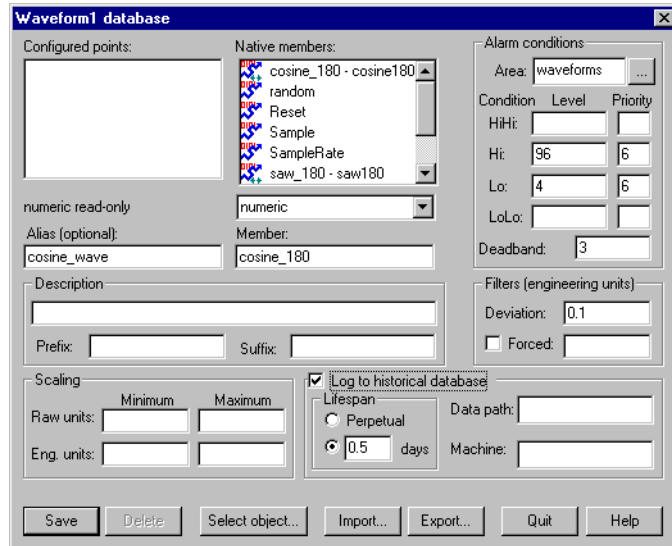 Waveform1 database
Configured points:
Native members:
cosine_180 - cosine180
random
Reset
Sample
SampleRate
saw_180 - saw180
numeric read-only
numeric
Alias (optional):
cosine_wave
Member:
cosine_180
Alarm conditions
Area: waveforms ...
Condition Level Priority
HiHi:
Hi: 96 6
Lo: 4 6
LoLo:
Deadband: 3
Description
Prefix: Suffix:
Filters (engineering units)
Deviation: 0.1
Forced:
Scaling
Minimum Maximum
Raw units:
Eng. units:
Log to historical database
Lifespan
Perpetual
0.5 days
Data path:
Machine:
Save Delete Select object... Import... Export... Quit Help